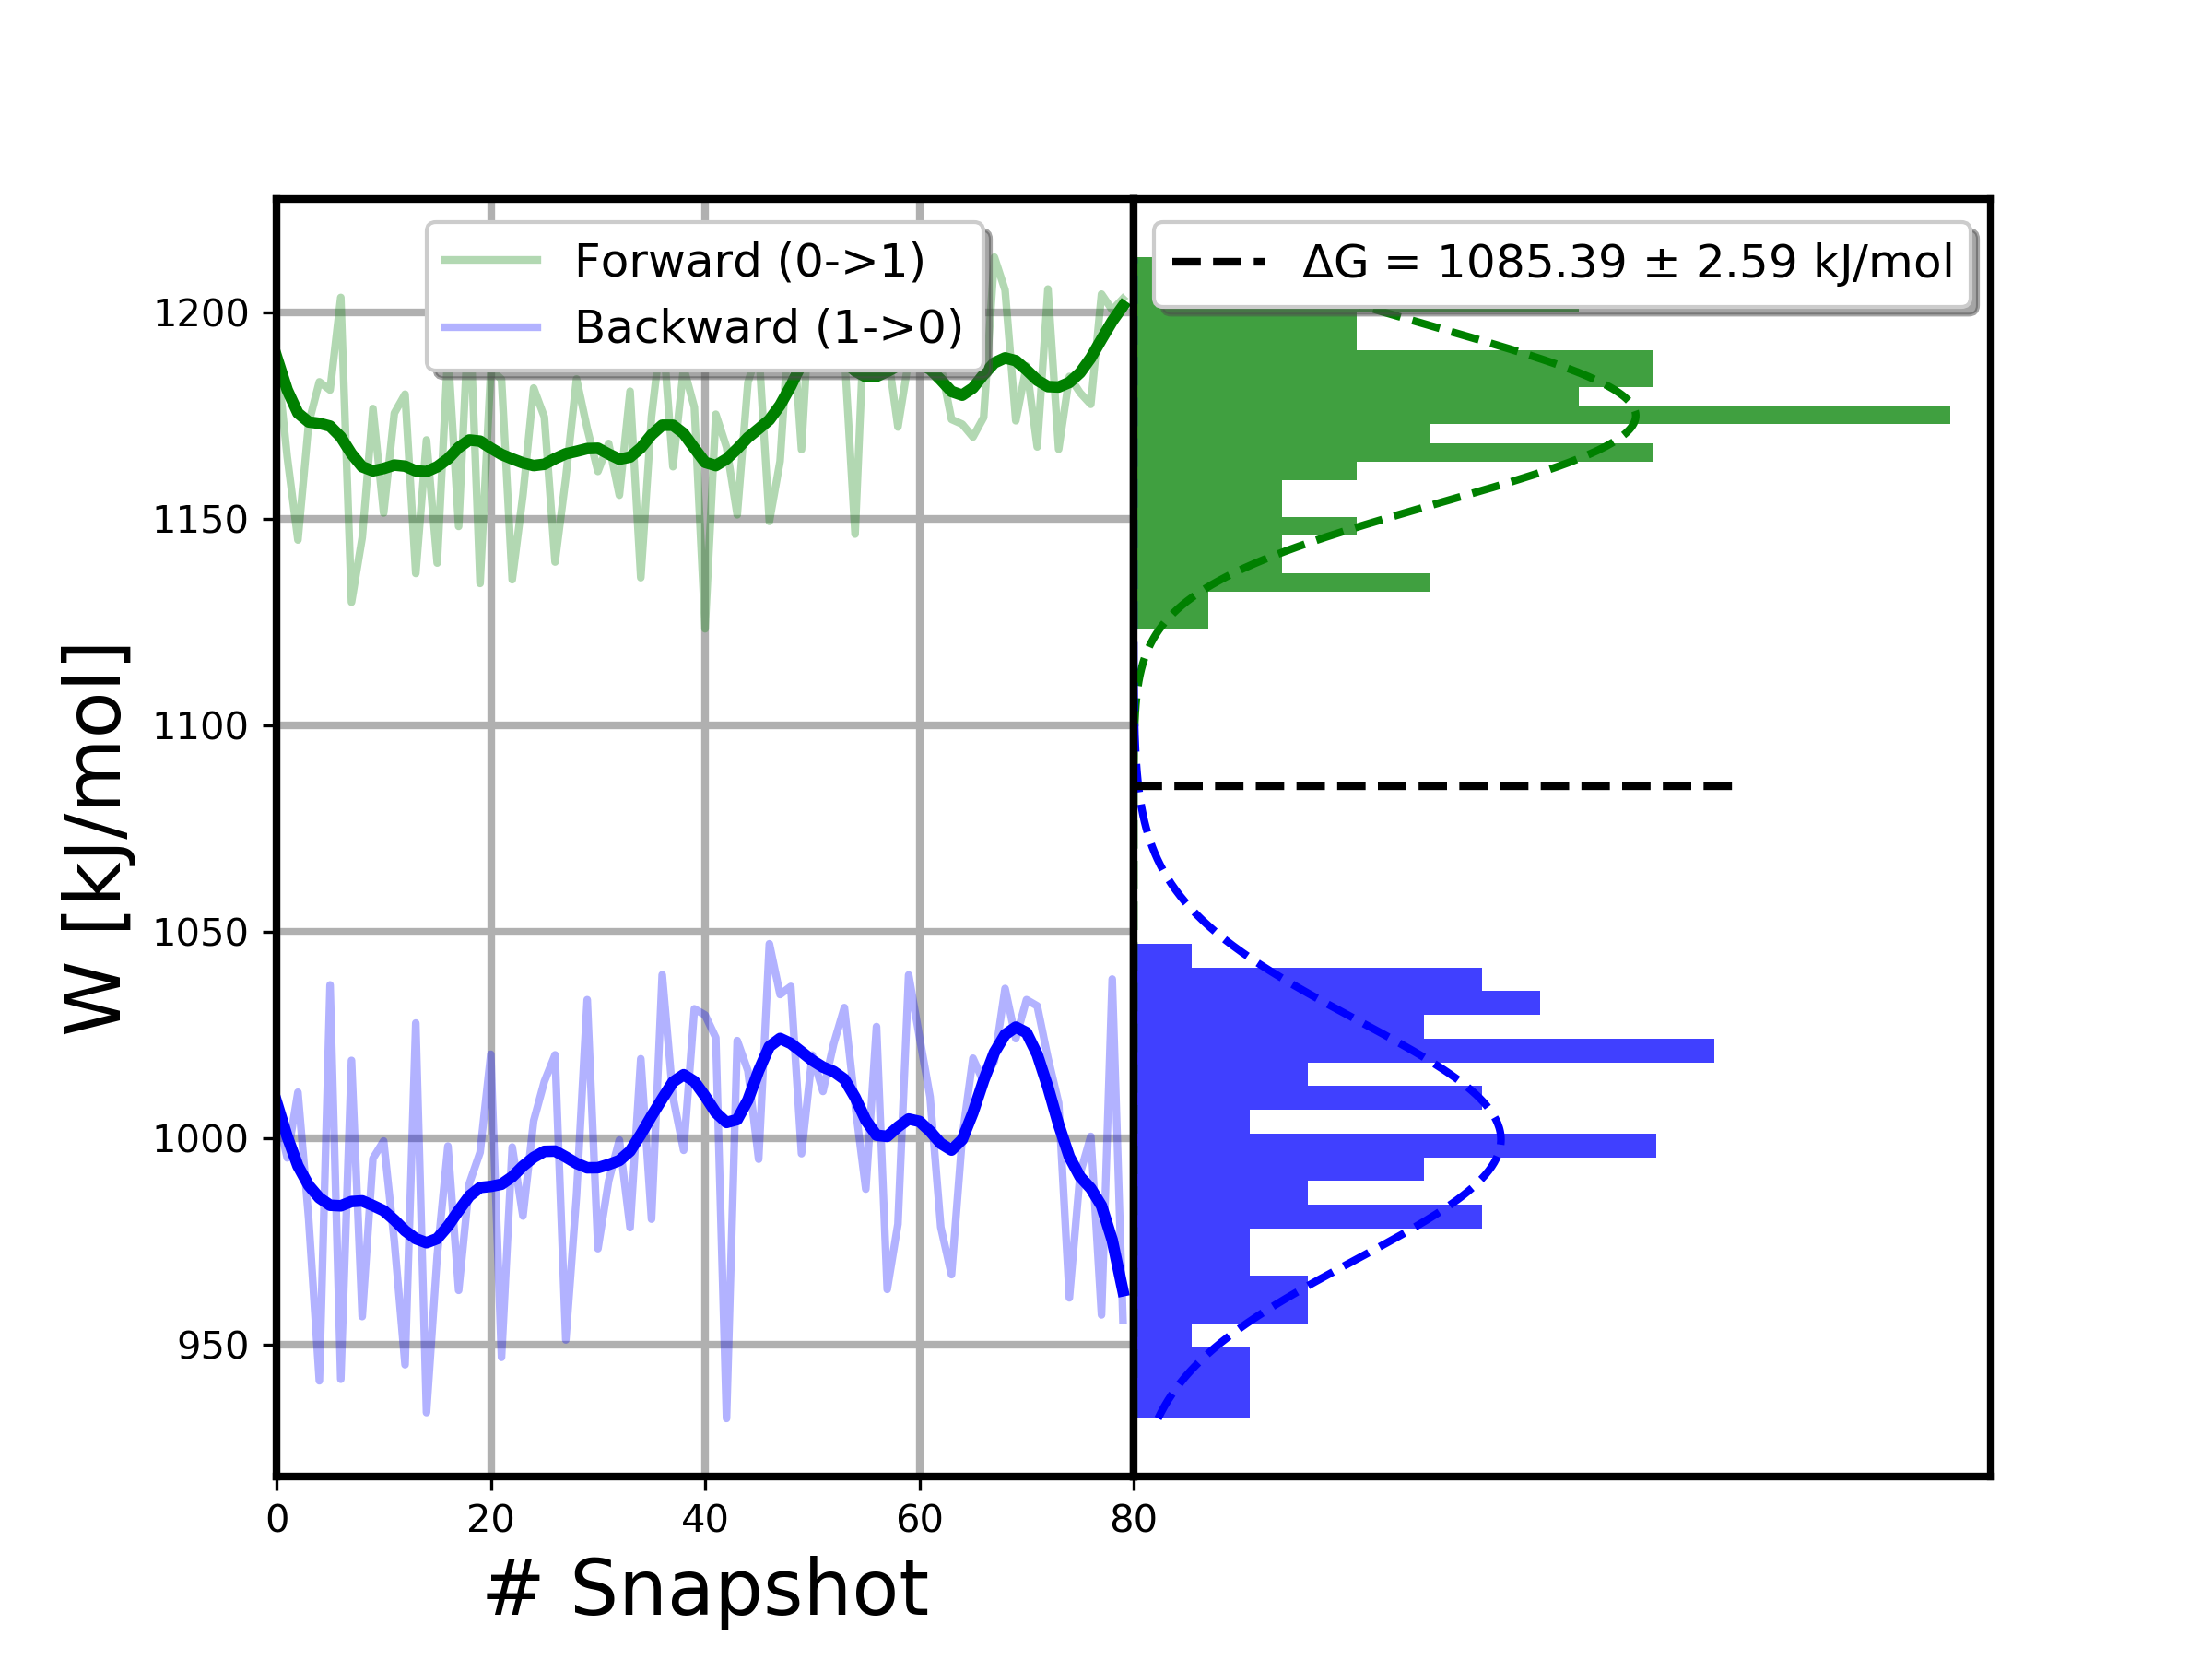 Forward (0->1)
Backward (1->0)
ΔG = 1085.39 ± 2.59 kJ/mol
W [kJ/mol]
1200
1150
1100
1050
1000
950
0 20 40 60 80
# Snapshot